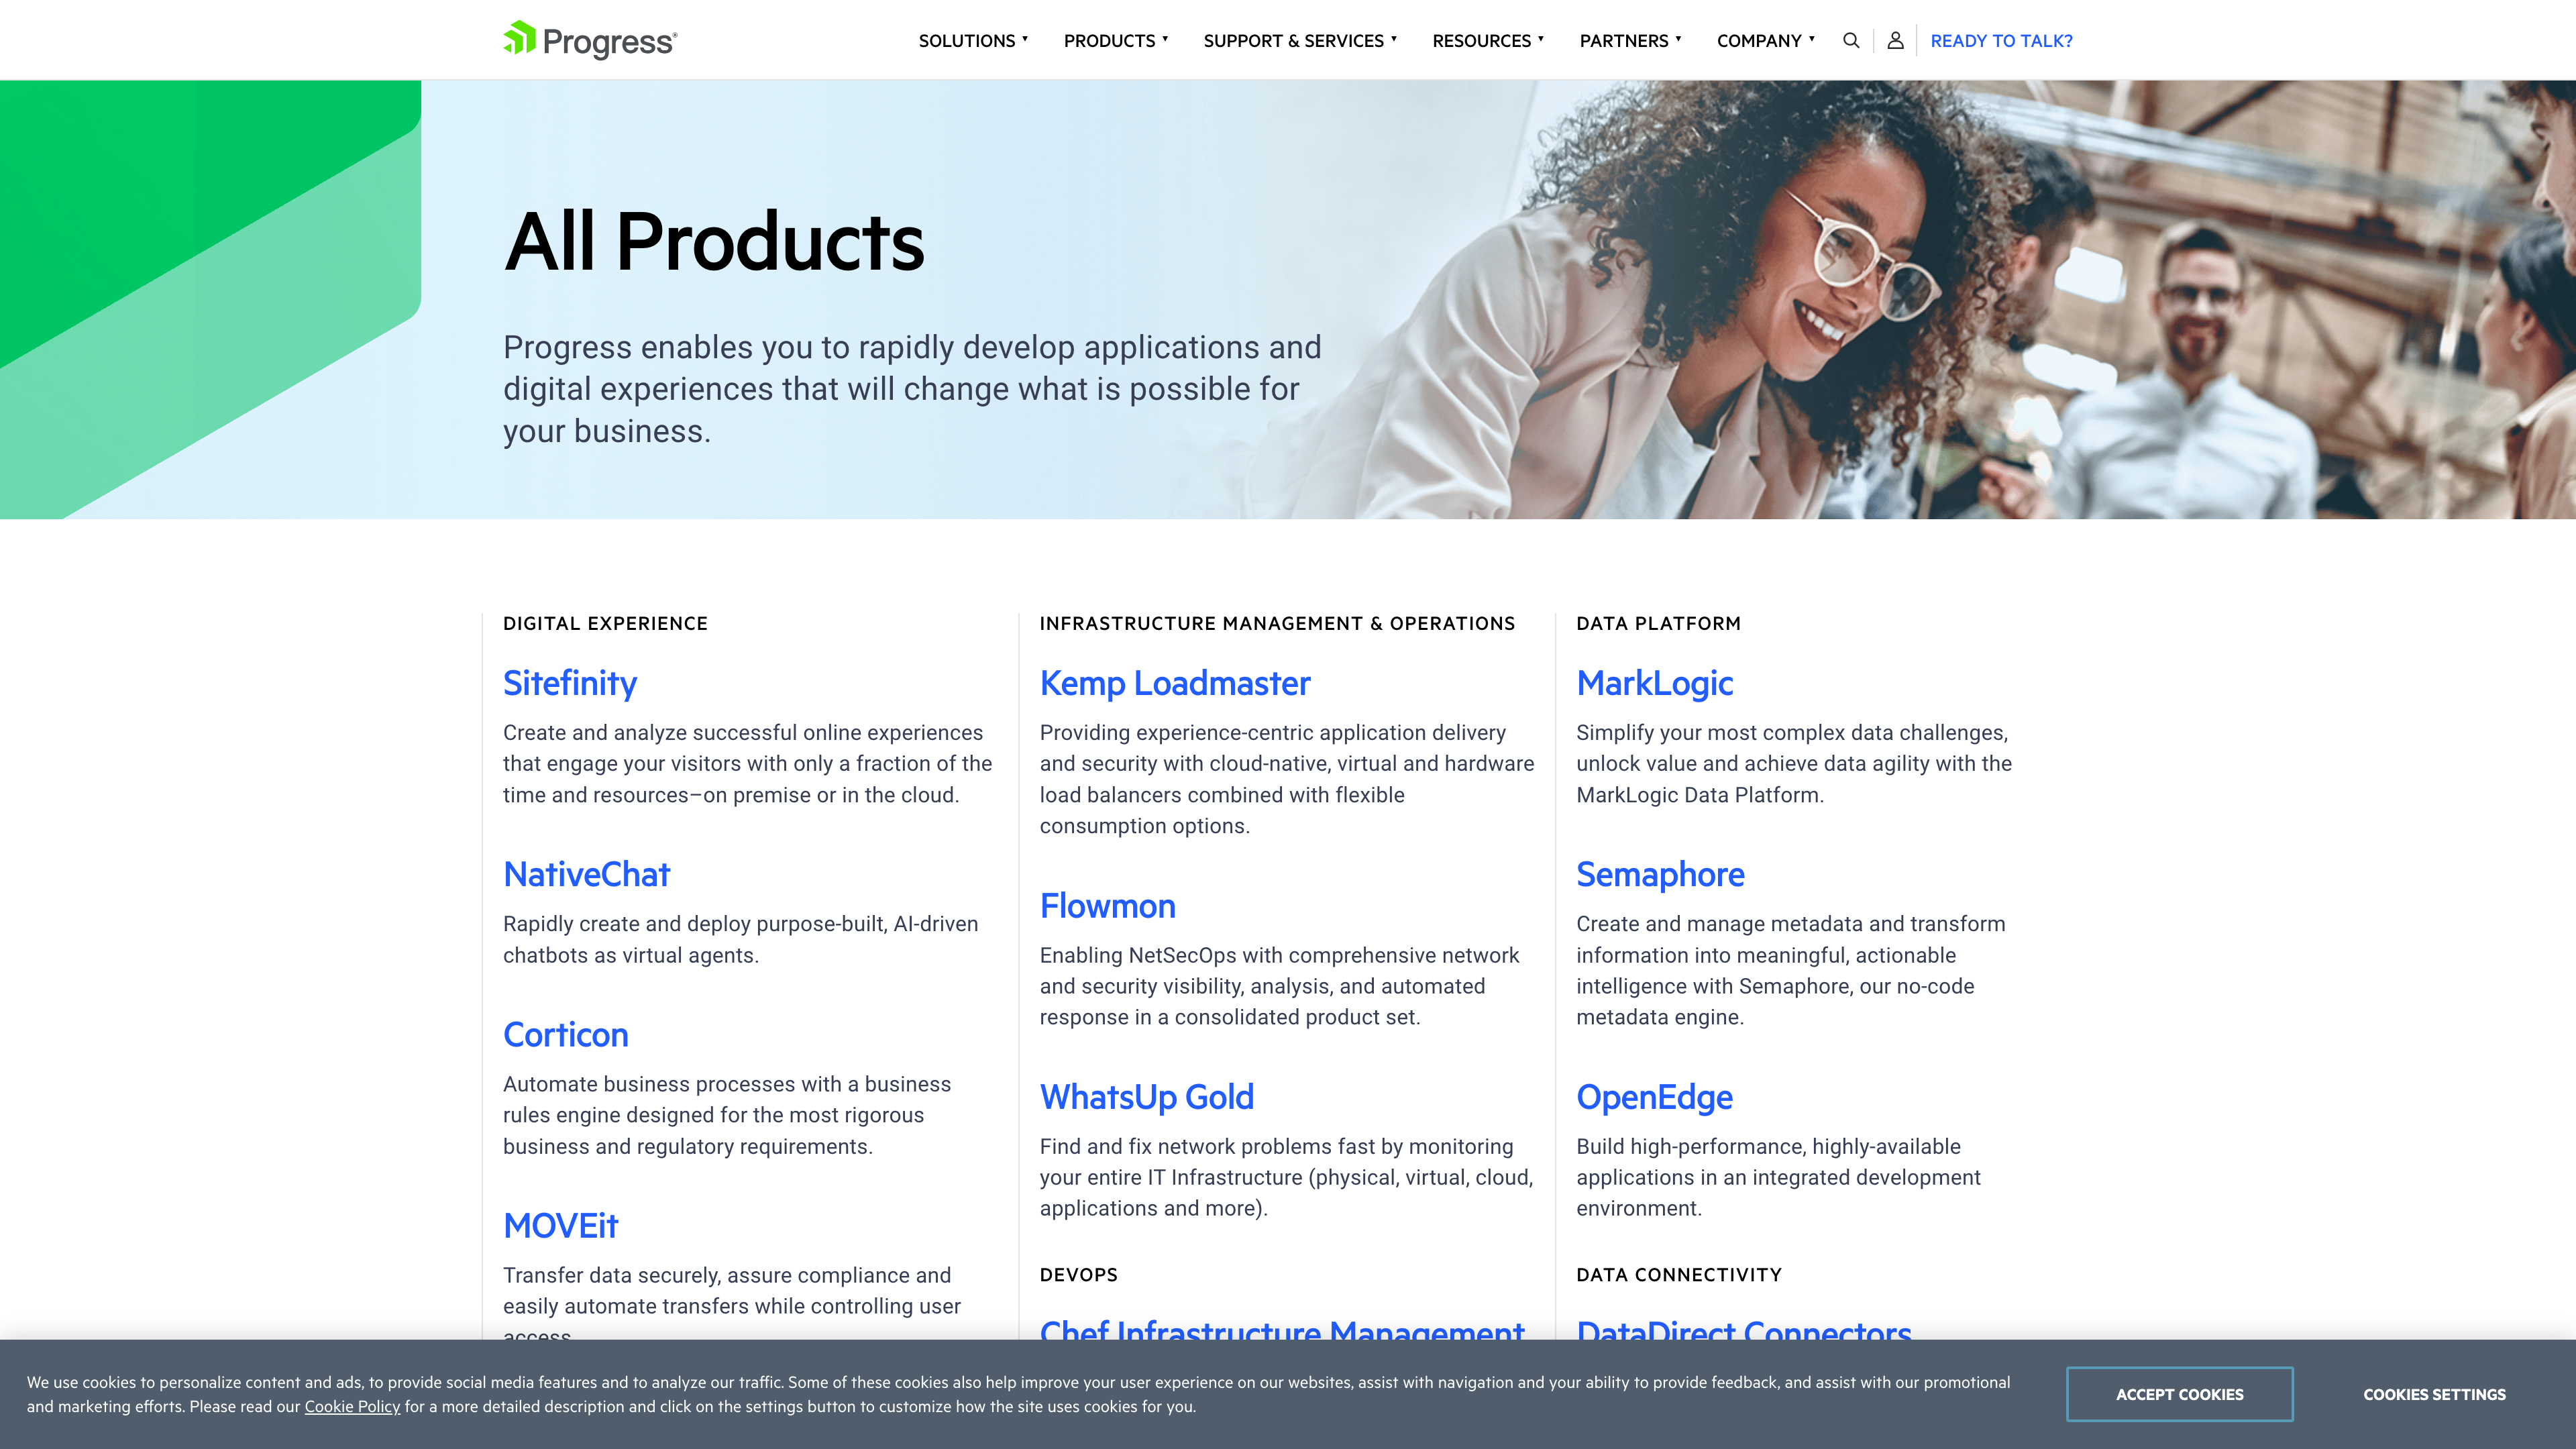 Progress®
SOLUTIONS
PRODUCTS
SUPPORT & SERVICES
RESOURCES
PARTNERS
COMPANY
READY TO TALK?
All Products
Progress enables you to rapidly develop applications and
digital experiences that will change what is possible for
your business.
DIGITAL EXPERIENCE
Sitefinity
Create and analyze successful online experiences
that engage your visitors with only a fraction of the
time and resources–on premise or in the cloud.
NativeChat
Rapidly create and deploy purpose-built, AI-driven
chatbots as virtual agents.
Corticon
Automate business processes with a business
rules engine designed for the most rigorous
business and regulatory requirements.
MOVEit
Transfer data securely, assure compliance and
easily automate transfers while controlling user
access.
INFRASTRUCTURE MANAGEMENT & OPERATIONS
Kemp Loadmaster
Providing experience-centric application delivery
and security with cloud-native, virtual and hardware
load balancers combined with flexible
consumption options.
Flowmon
Enabling NetSecOps with comprehensive network
and security visibility, analysis, and automated
response in a consolidated product set.
WhatsUp Gold
Find and fix network problems fast by monitoring
your entire IT Infrastructure (physical, virtual, cloud,
applications and more).
DEVOPS
Chef Infrastructure Management
DATA PLATFORM
MarkLogic
Simplify your most complex data challenges,
unlock value and achieve data agility with the
MarkLogic Data Platform.
Semaphore
Create and manage metadata and transform
information into meaningful, actionable
intelligence with Semaphore, our no-code
metadata engine.
OpenEdge
Build high-performance, highly-available
applications in an integrated development
environment.
DATA CONNECTIVITY
DataDirect Connectors
We use cookies to personalize content and ads, to provide social media features and to analyze our traffic. Some of these cookies also help improve your user experience on our websites, assist with navigation and your ability to provide feedback, and assist with our promotional
and marketing efforts. Please read our Cookie Policy for a more detailed description and click on the settings button to customize how the site uses cookies for you.
ACCEPT COOKIES
COOKIES SETTINGS